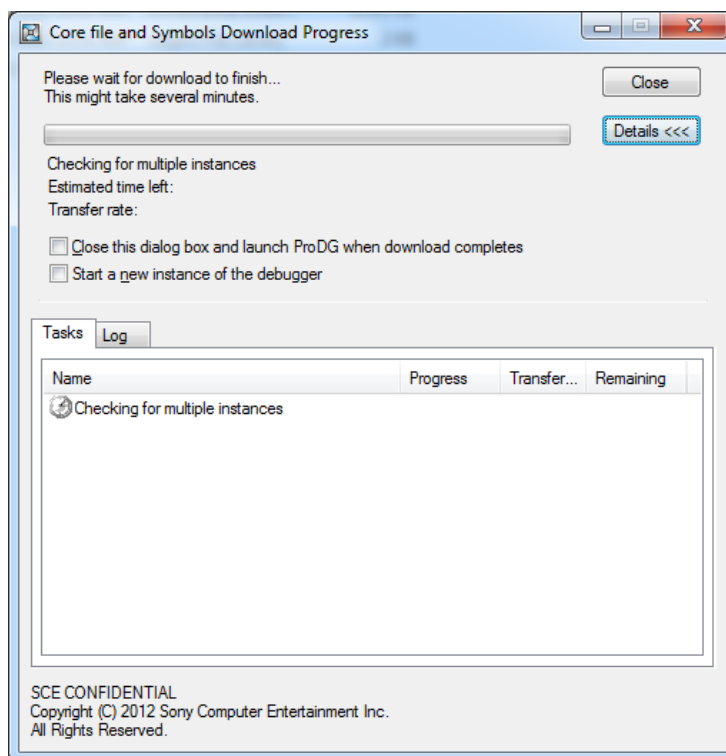 Core file and Symbols Download Progress
Please wait for download to finish...
This might take several minutes.
Close
Details <<<
Checking for multiple instances
Estimated time left:
Transfer rate:
Close this dialog box and launch ProDG when download completes
Start a new instance of the debugger
Tasks Log
Name Progress Transfer... Remaining
Checking for multiple instances
SCE CONFIDENTIAL
Copyright (C) 2012 Sony Computer Entertainment Inc.
All Rights Reserved.